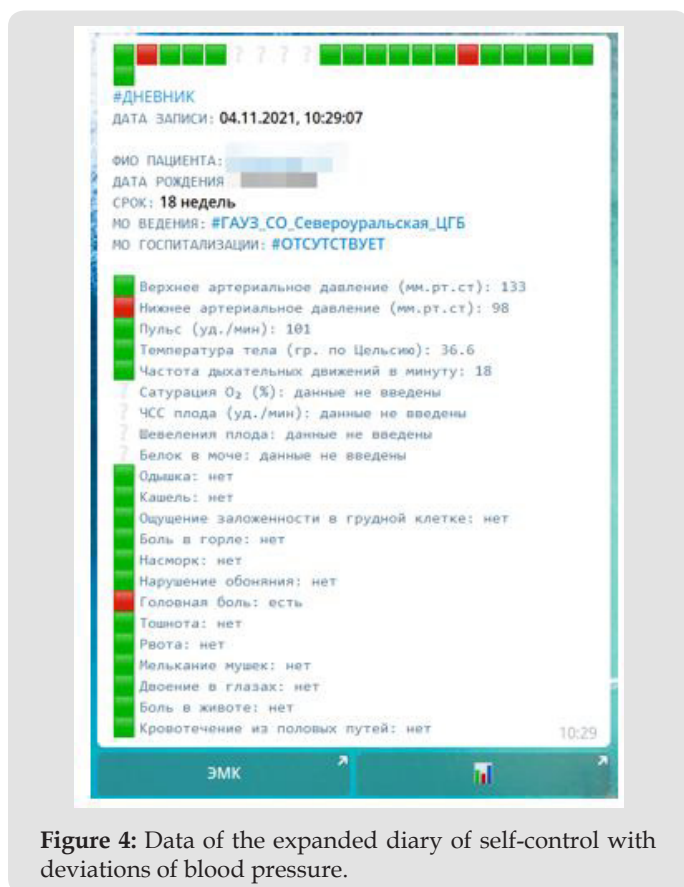 #ДНЕВНИК
ДАТА ЗАПИСИ: 04.11.2021, 10:29:07
ФИО ПАЦИЕНТА:
ДАТА РОЖДЕНИЯ
СРОК: 18 недель
МО ВЕДЕНИЯ: #ГАУЗ_СО_Североуральская_ЦГБ
МО ГОСПИТАЛИЗАЦИИ: #ОТСУТСТВУЕТ
Верхнее артериальное давление (мм.рт.ст): 133
Нижнее артериальное давление (мм.рт.ст): 98
Пульс (уд./мин): 101
Температура тела (гр. по Цельсию): 36.6
Частота дыхательных движений в минуту: 18
? Сатурация O₂ (%): данные не введены
? ЧСС плода (уд./мин): данные не введены
? Шевеления плода: данные не введены
? Белок в моче: данные не введены
Одышка: нет
Кашель: нет
Ощущение заложенности в грудной клетке: нет
Боль в горле: нет
Насморк: нет
Нарушение обоняния: нет
Головная боль: есть
Тошнота: нет
Рвота: нет
Мелькание мушек: нет
Двоение в глазах: нет
Боль в животе: нет
Кровотечение из половых путей: нет
10:29
ЭМК
Figure 4: Data of the expanded diary of self-control with
deviations of blood pressure.